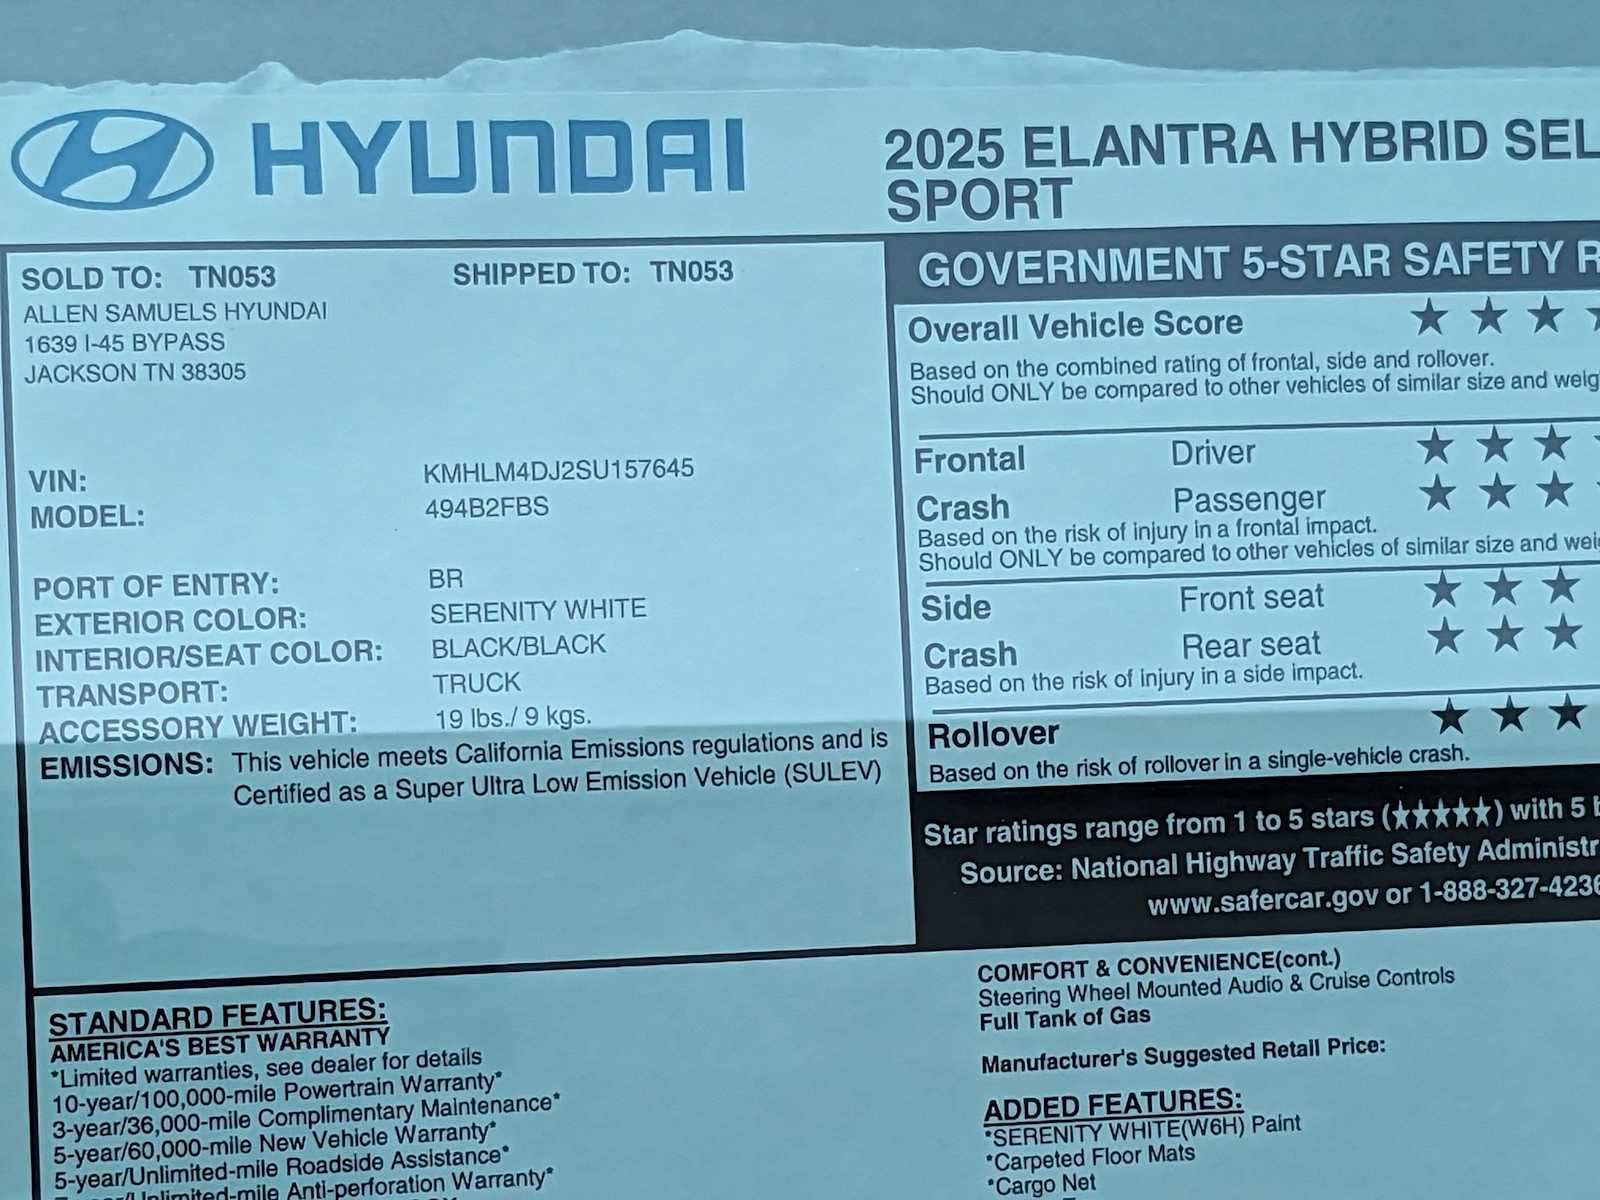 HYUNDAI
2025 ELANTRA HYBRID SEL
SPORT
SOLD TO: TN053
SHIPPED TO: TN053
ALLEN SAMUELS HYUNDAI
1639 I-45 BYPASS
JACKSON TN 38305
VIN: KMHLM4DJ2SU157645
MODEL: 494B2FBS
PORT OF ENTRY: BR
EXTERIOR COLOR: SERENITY WHITE
INTERIOR/SEAT COLOR: BLACK/BLACK
TRANSPORT: TRUCK
ACCESSORY WEIGHT: 19 lbs./ 9 kgs.
EMISSIONS: This vehicle meets California Emissions regulations and is
Certified as a Super Ultra Low Emission Vehicle (SULEV)
GOVERNMENT 5-STAR SAFETY
Overall Vehicle Score ★ ★ ★
Based on the combined rating of frontal, side and rollover.
Should ONLY be compared to other vehicles of similar size and
Frontal Driver ★ ★ ★
Crash Passenger ★ ★ ★
Based on the risk of injury in a frontal impact.
Should ONLY be compared to other vehicles of similar size and
Side Front seat ★ ★ ★
Crash Rear seat ★ ★ ★
Based on the risk of injury in a side impact.
Rollover ★ ★ ★
Based on the risk of rollover in a single-vehicle crash.
Star ratings range from 1 to 5 stars (★★★★★) with 5
Source: National Highway Traffic Safety
www.safercar.gov or 1-888-327-4236
STANDARD FEATURES:
AMERICA'S BEST WARRANTY
*Limited warranties, see dealer for details
10-year/100,000-mile Powertrain Warranty*
3-year/36,000-mile Complimentary Maintenance*
5-year/60,000-mile New Vehicle Warranty*
5-year/Unlimited-mile Roadside Assistance*
Anti-perforation Warranty*
COMFORT & CONVENIENCE(cont.)
Steering Wheel Mounted Audio & Cruise Controls
Full Tank of Gas
Manufacturer's Suggested Retail Price:
ADDED FEATURES:
*SERENITY WHITE(W6H) Paint
*Carpeted Floor Mats
*Cargo Net